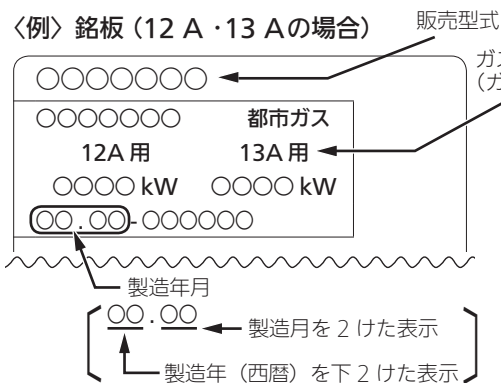 〈例〉銘板（12 A ・13 Aの場合）
販売型式
ガ
（ガ
○○○○○○○
○○○○○○○ 都市ガス
12A 用 13A 用
○○○○ kW ○○○○ kW
○○.○○-○○○○○○
製造年月
○○.○○
製造月を 2 けた表示
製造年（西暦）を下 2 けた表示